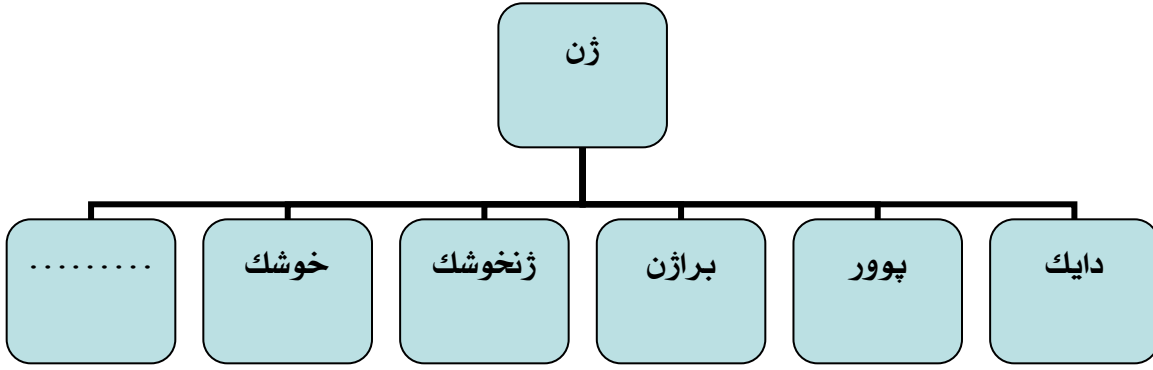 ژن
دایك
پوور
براژن
ژنخوشك
خوشك
.........